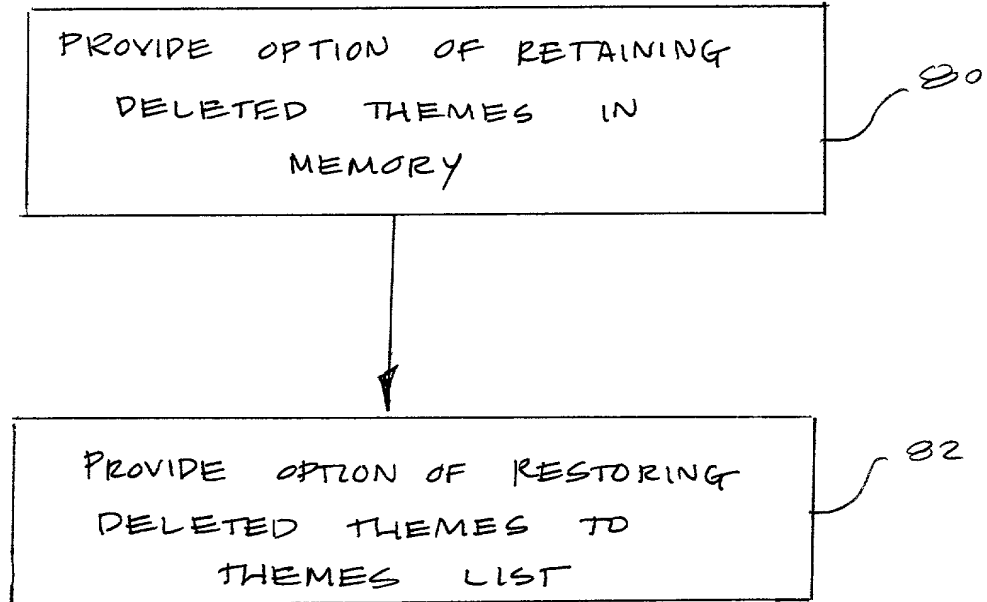 PROVIDE OPTION OF RETAINING
DELETED THEMES IN
MEMORY
80
PROVIDE OPTION OF RESTORING
DELETED THEMES TO
THEMES LIST
82